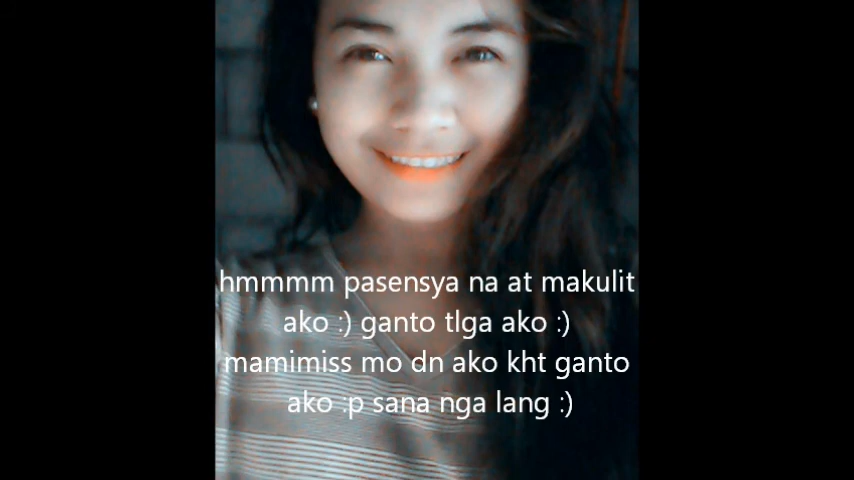 hmmmm pasensya na at makulit
ako :) ganto tlga ako :)
mamimiss mo dn ako kht ganto
ako :p sana nga lang :)